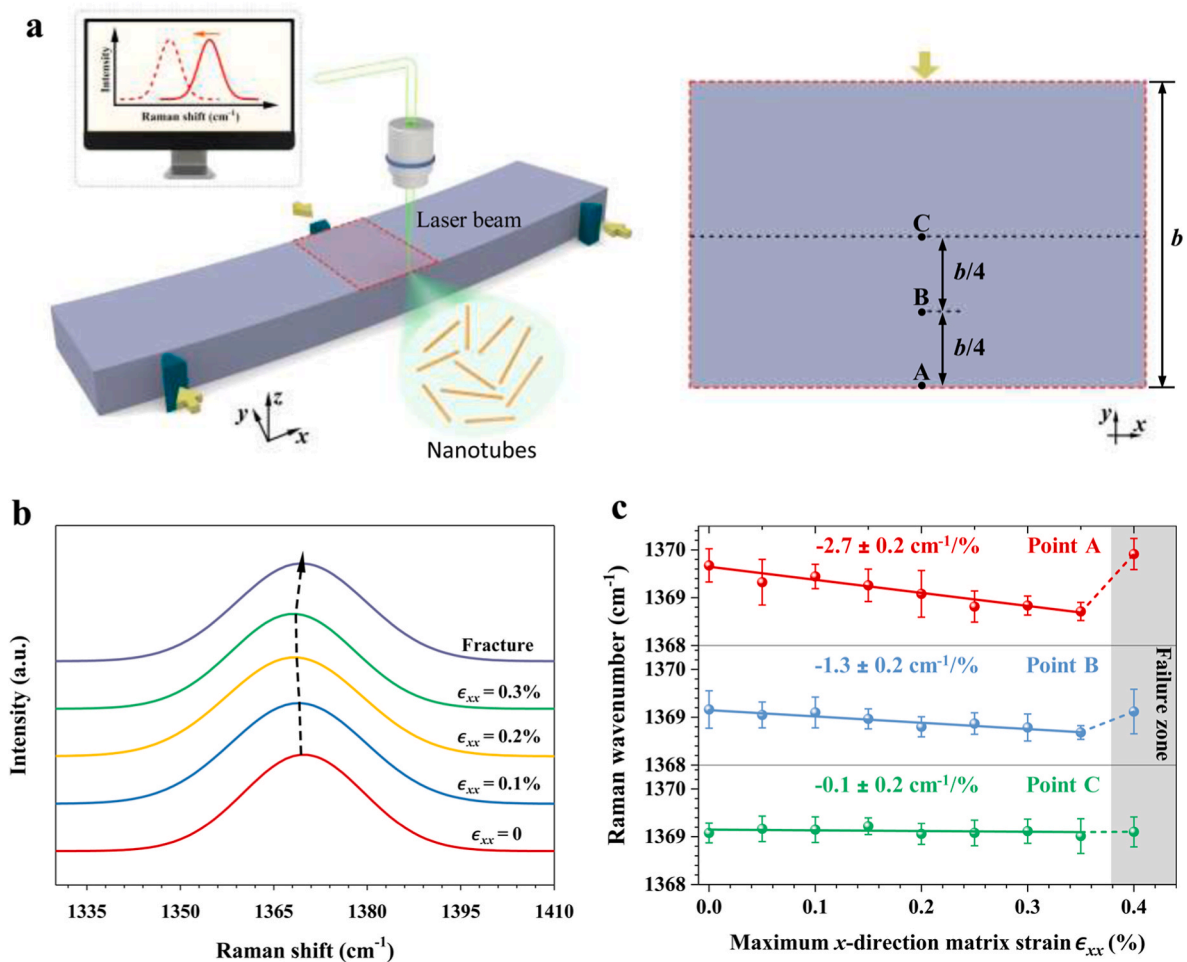 a
Intensity
Raman shift (cm⁻¹)
Laser beam
Nanotubes
z
y
x
C
b/4
B
b/4
A
b
y
x
b
Intensity (a.u.)
Fracture
ϵxx = 0.3%
ϵxx = 0.2%
ϵxx = 0.1%
ϵxx = 0
1335 1350 1365 1380 1395 1410
Raman shift (cm⁻¹)
c
Raman wavenumber (cm⁻¹)
1370
1369
1368
-2.7 ± 0.2 cm⁻¹/% Point A
1370
1369
1368
-1.3 ± 0.2 cm⁻¹/% Point B
1370
1369
1368
-0.1 ± 0.2 cm⁻¹/% Point C
Failure zone
0.0 0.1 0.2 0.3 0.4
Maximum x-direction matrix strain ϵxx (%)